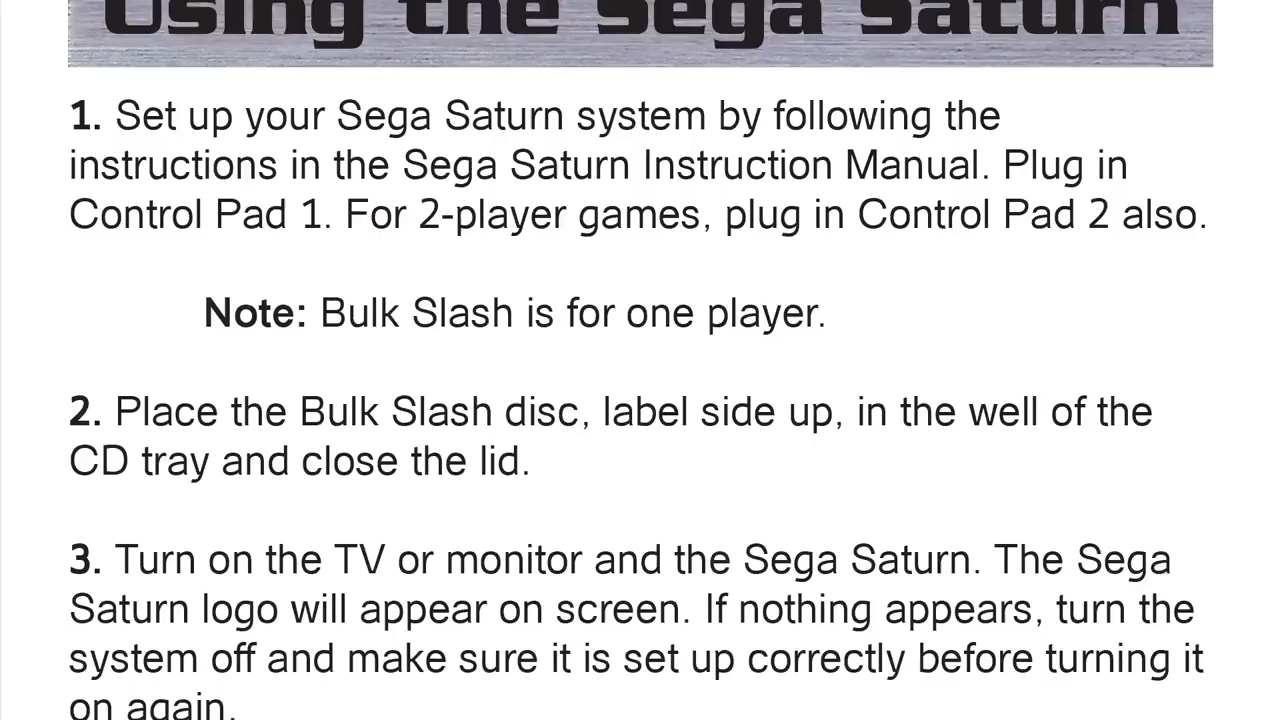 Using the Sega Saturn
1. Set up your Sega Saturn system by following the
instructions in the Sega Saturn Instruction Manual. Plug in
Control Pad 1. For 2-player games, plug in Control Pad 2 also.
Note: Bulk Slash is for one player.
2. Place the Bulk Slash disc, label side up, in the well of the
CD tray and close the lid.
3. Turn on the TV or monitor and the Sega Saturn. The Sega
Saturn logo will appear on screen. If nothing appears, turn the
system off and make sure it is set up correctly before turning it
on again.